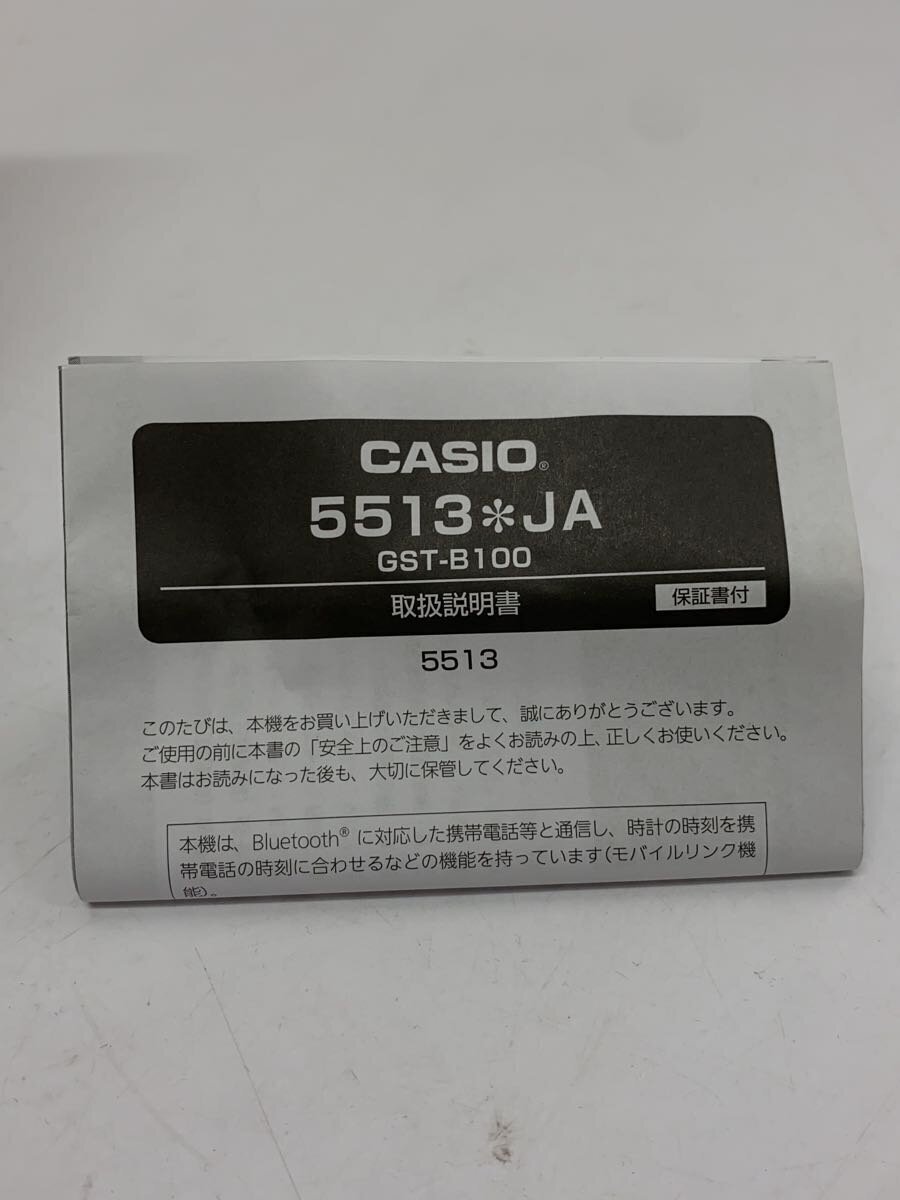 CASIO®
5513＊JA
GST-B100
取扱説明書
保証書付
5513
このたびは、本機をお買い上げいただきまして、誠にありがとうございます。
ご使用の前に本書の「安全上のご注意」をよくお読みの上、正しくお使いください。
本書はお読みになった後も、大切に保管してください。
本機は、Bluetooth® に対応した携帯電話等と通信し、時計の時刻を携
帯電話の時刻に合わせるなどの機能を持っています(モバイルリンク機
能)。